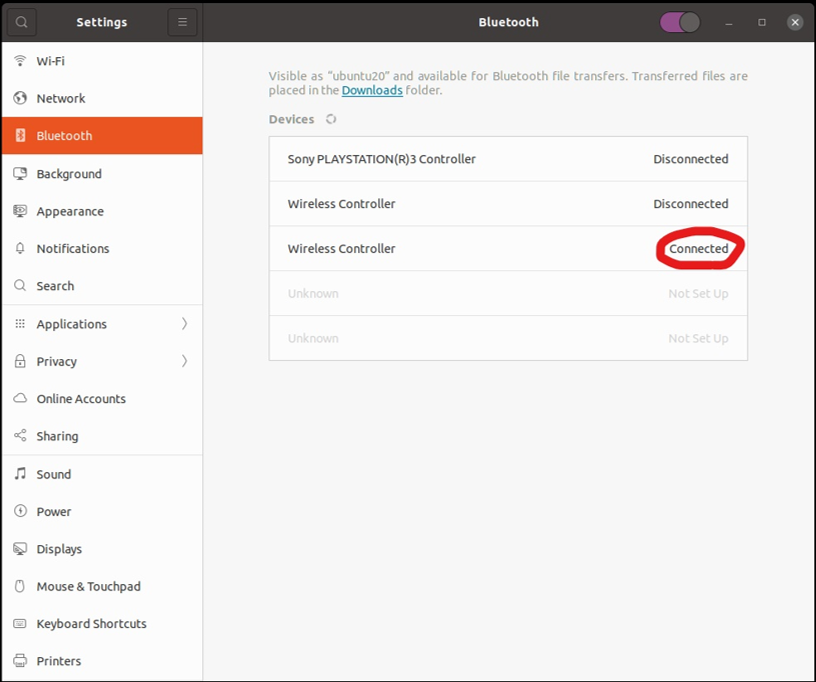 Settings
Bluetooth
Wi-Fi
Network
Bluetooth
Background
Appearance
Notifications
Search
Applications
Privacy
Online Accounts
Sharing
Sound
Power
Displays
Mouse & Touchpad
Keyboard Shortcuts
Printers
Visible as “ubuntu20” and available for Bluetooth file transfers. Transferred files are
placed in the Downloads folder.
Devices
Sony PLAYSTATION(R)3 Controller Disconnected
Wireless Controller Disconnected
Wireless Controller Connected
Unknown Not Set Up
Unknown Not Set Up